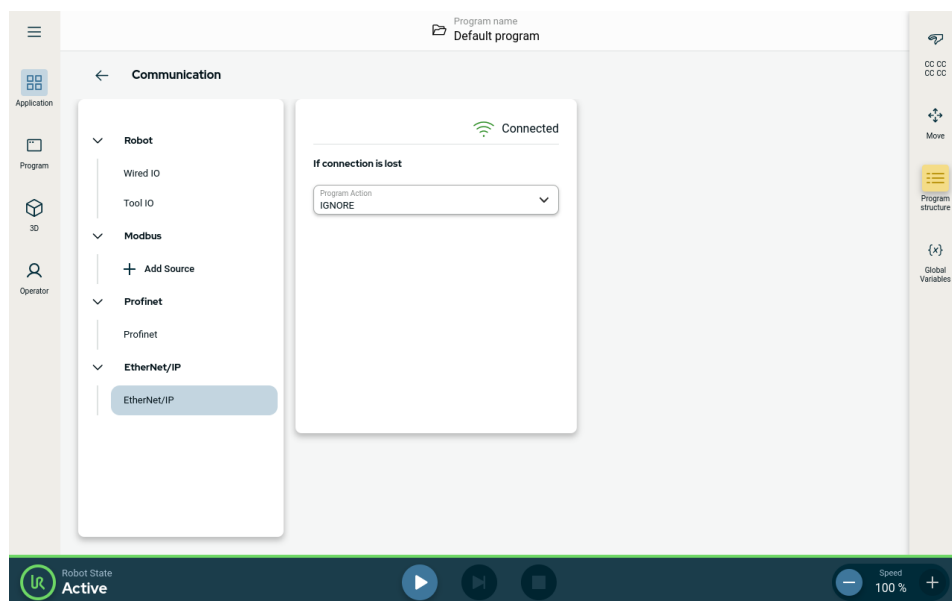 Program name
Default program
Application
Program
3D
Operator
Communication
Robot
Wired IO
Tool IO
Modbus
Add Source
Profinet
Profinet
EtherNet/IP
EtherNet/IP
Connected
If connection is lost
Program Action
IGNORE
CC CC
CC CC
Move
Program
structure
{x}
Global
Variables
UR
Robot State
Active
Speed
100 %